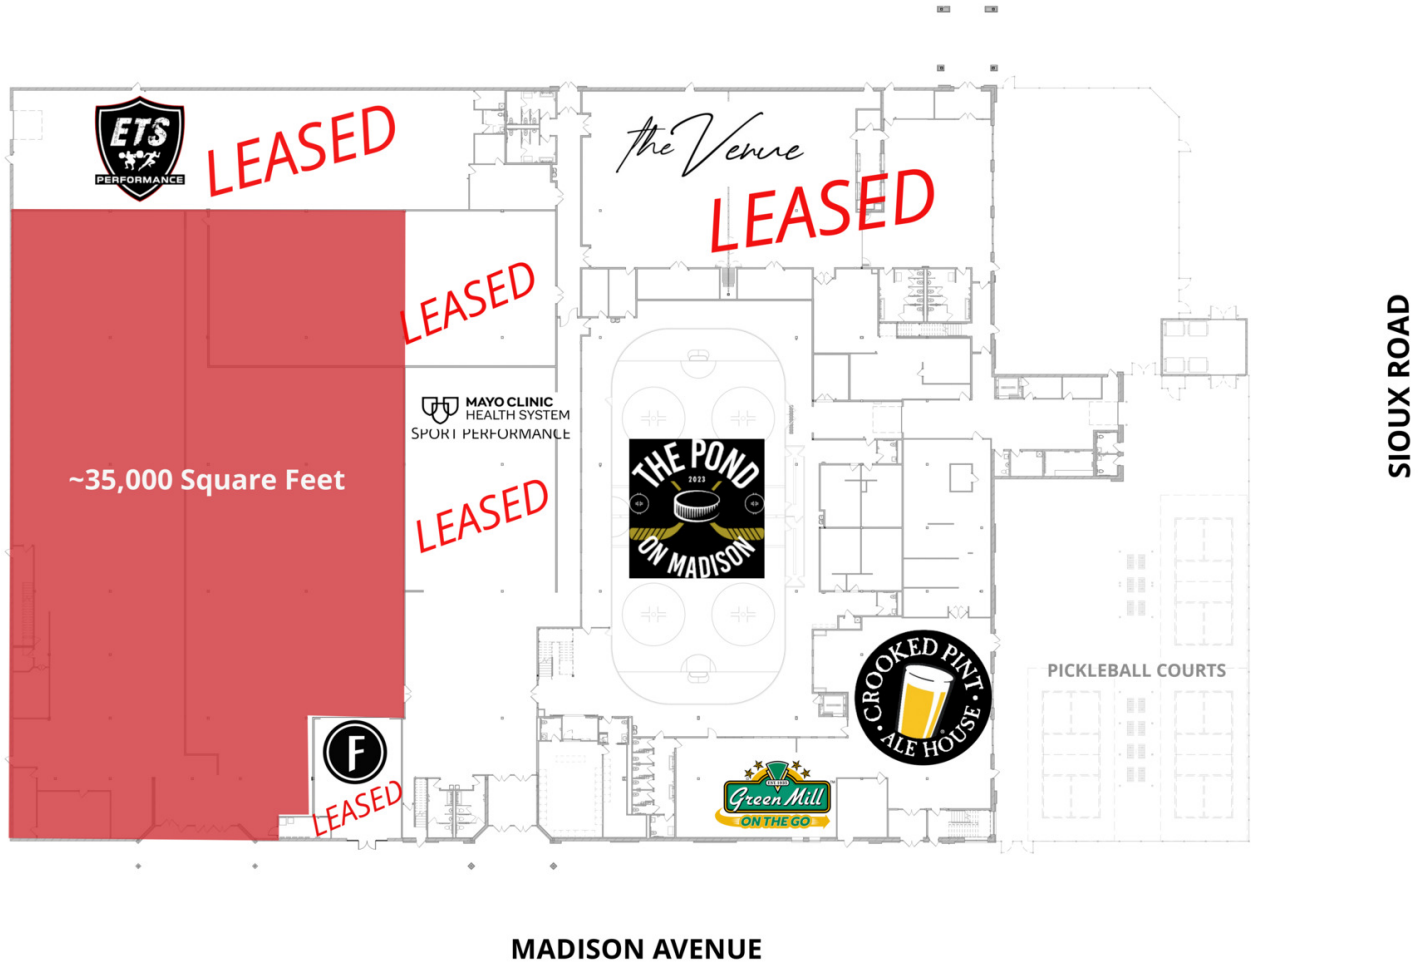 ETS
PERFORMANCE
LEASED
the Venue
LEASED
LEASED
MAYO CLINIC
HEALTH SYSTEM
SPORT PERFORMANCE
LEASED
~35,000 Square Feet
THE POND
2023
ON MADISON
SIOUX ROAD
CROOKED PINT
ALE HOUSE
PICKLEBALL COURTS
F
LEASED
Green Mill
ON THE GO
MADISON AVENUE